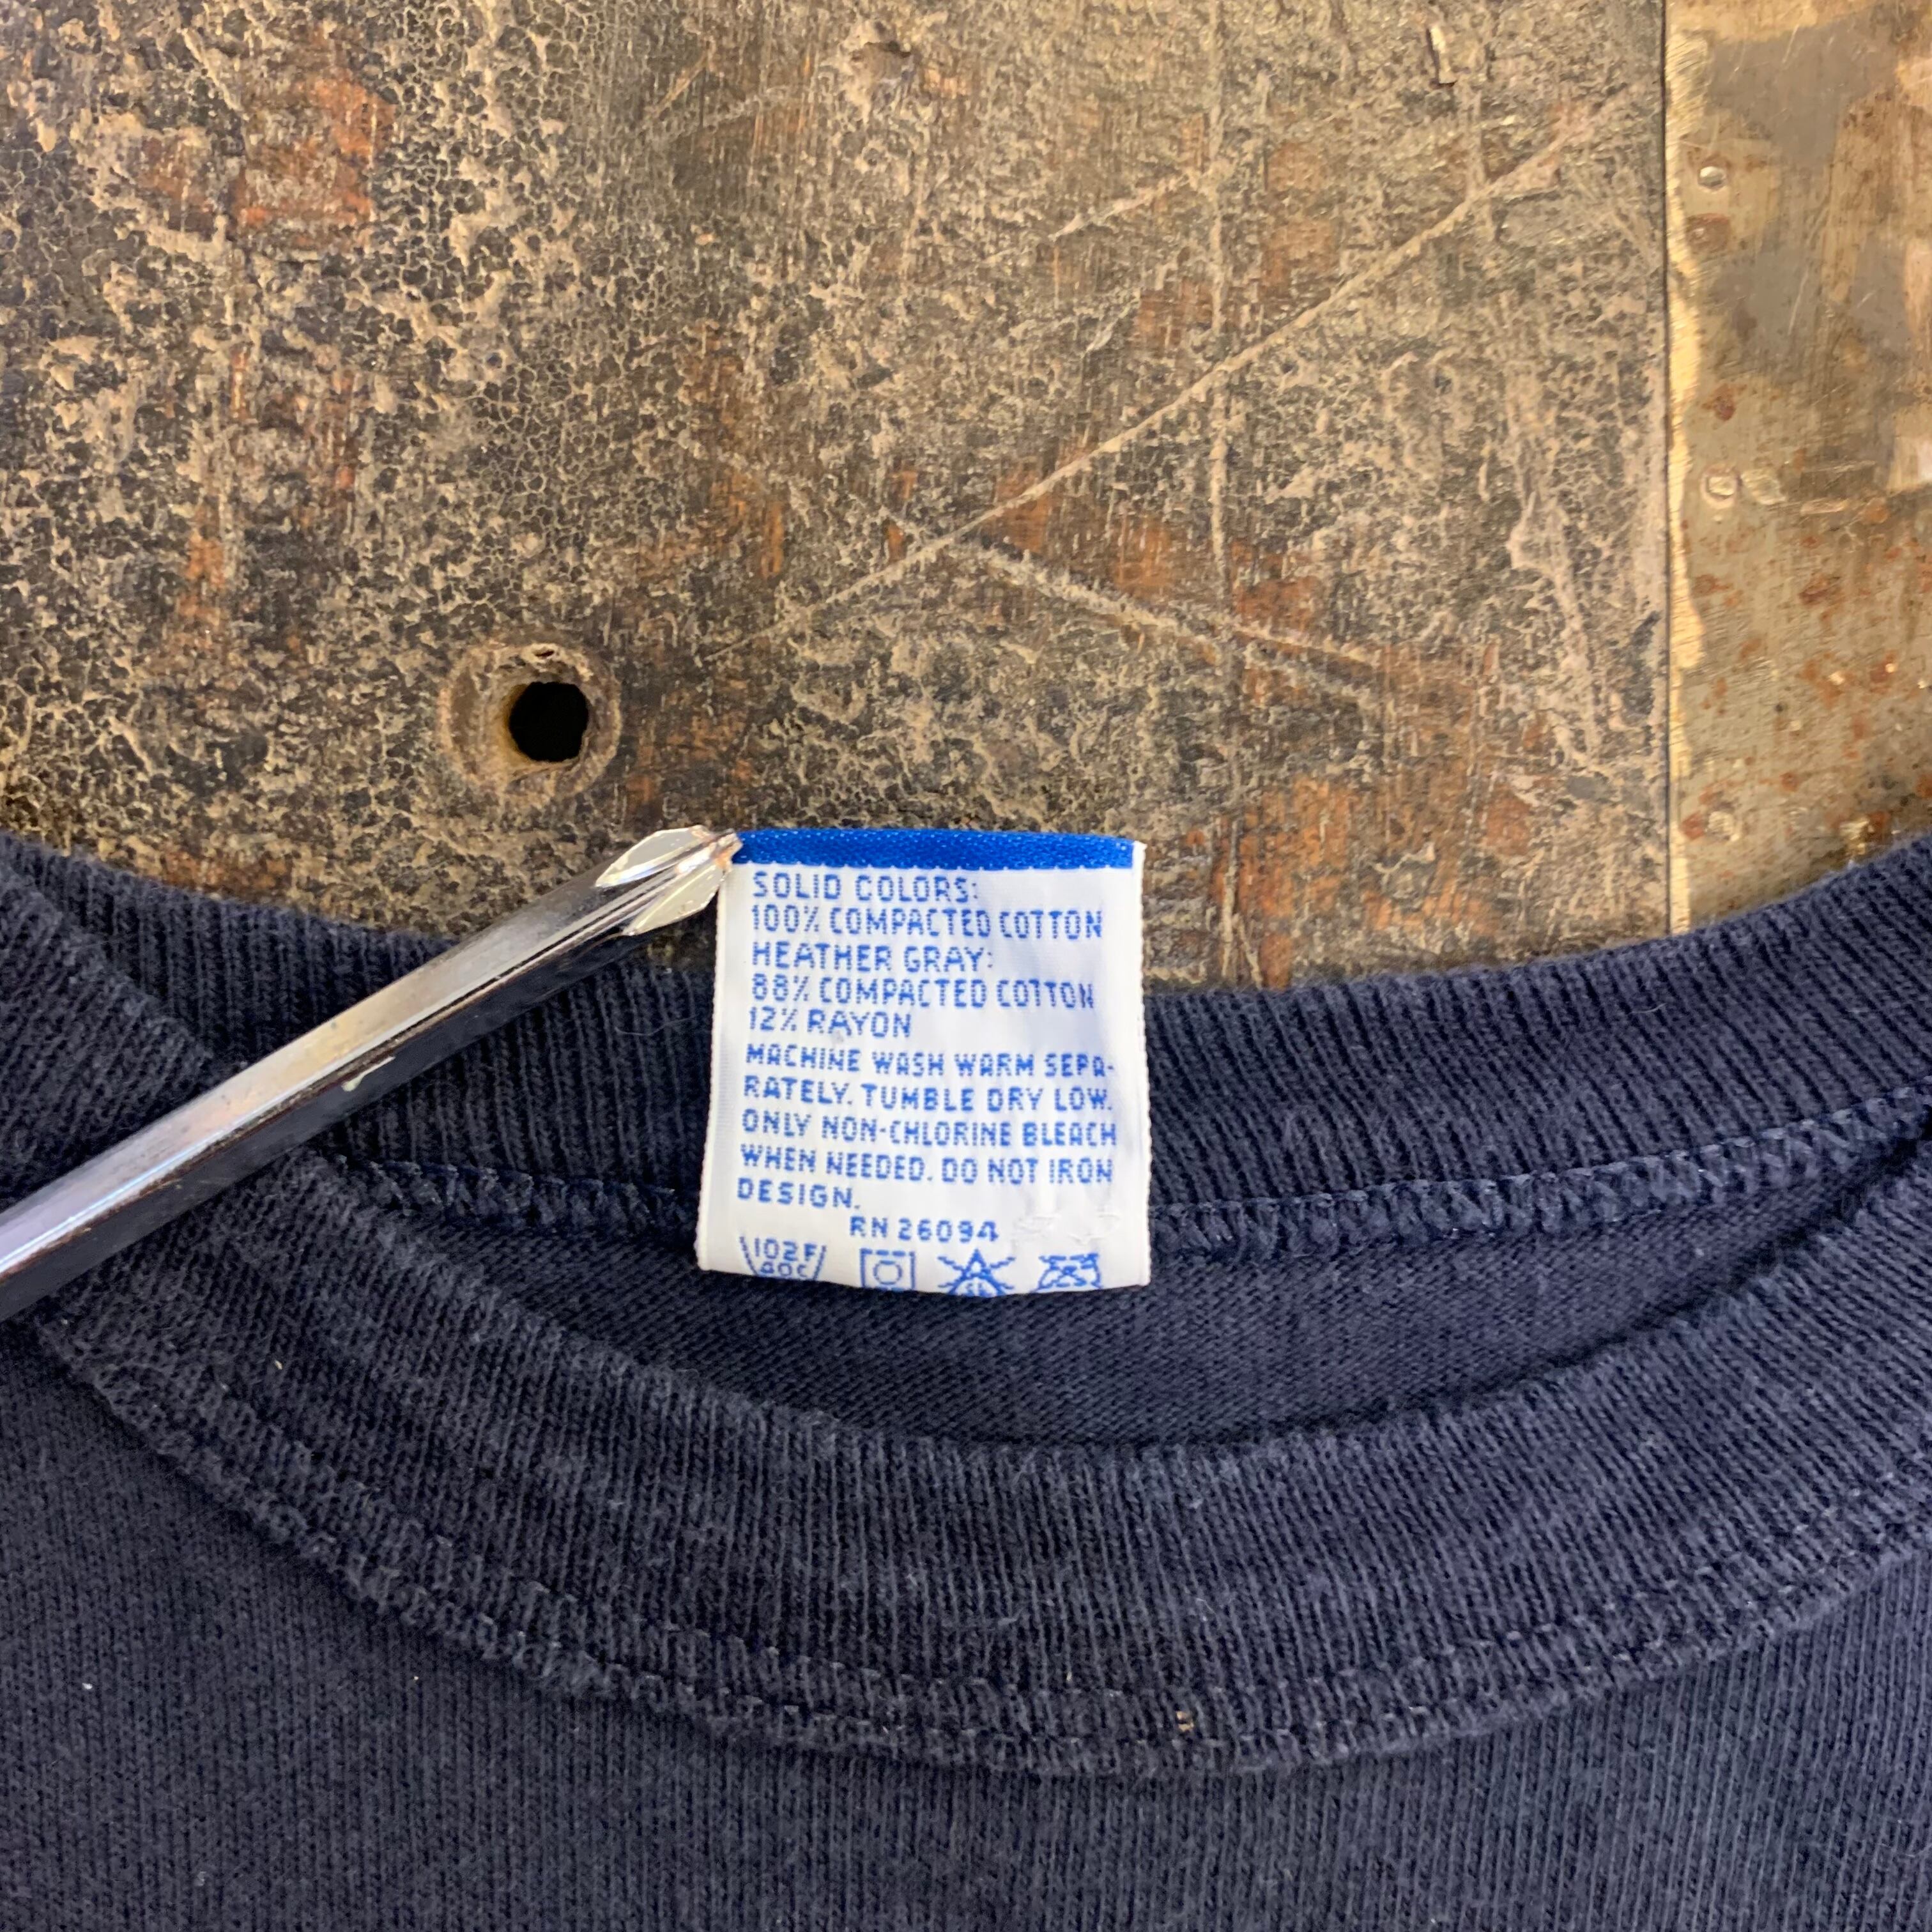 SOLID COLORS:
100% COMPACTED COTTON
HEATHER GRAY:
88% COMPACTED COTTON
12% RAYON
MACHINE WASH WARM SEPA-
RATELY. TUMBLE DRY LOW.
ONLY NON-CHLORINE BLEACH
WHEN NEEDED. DO NOT IRON
DESIGN.
RN 26094
102F